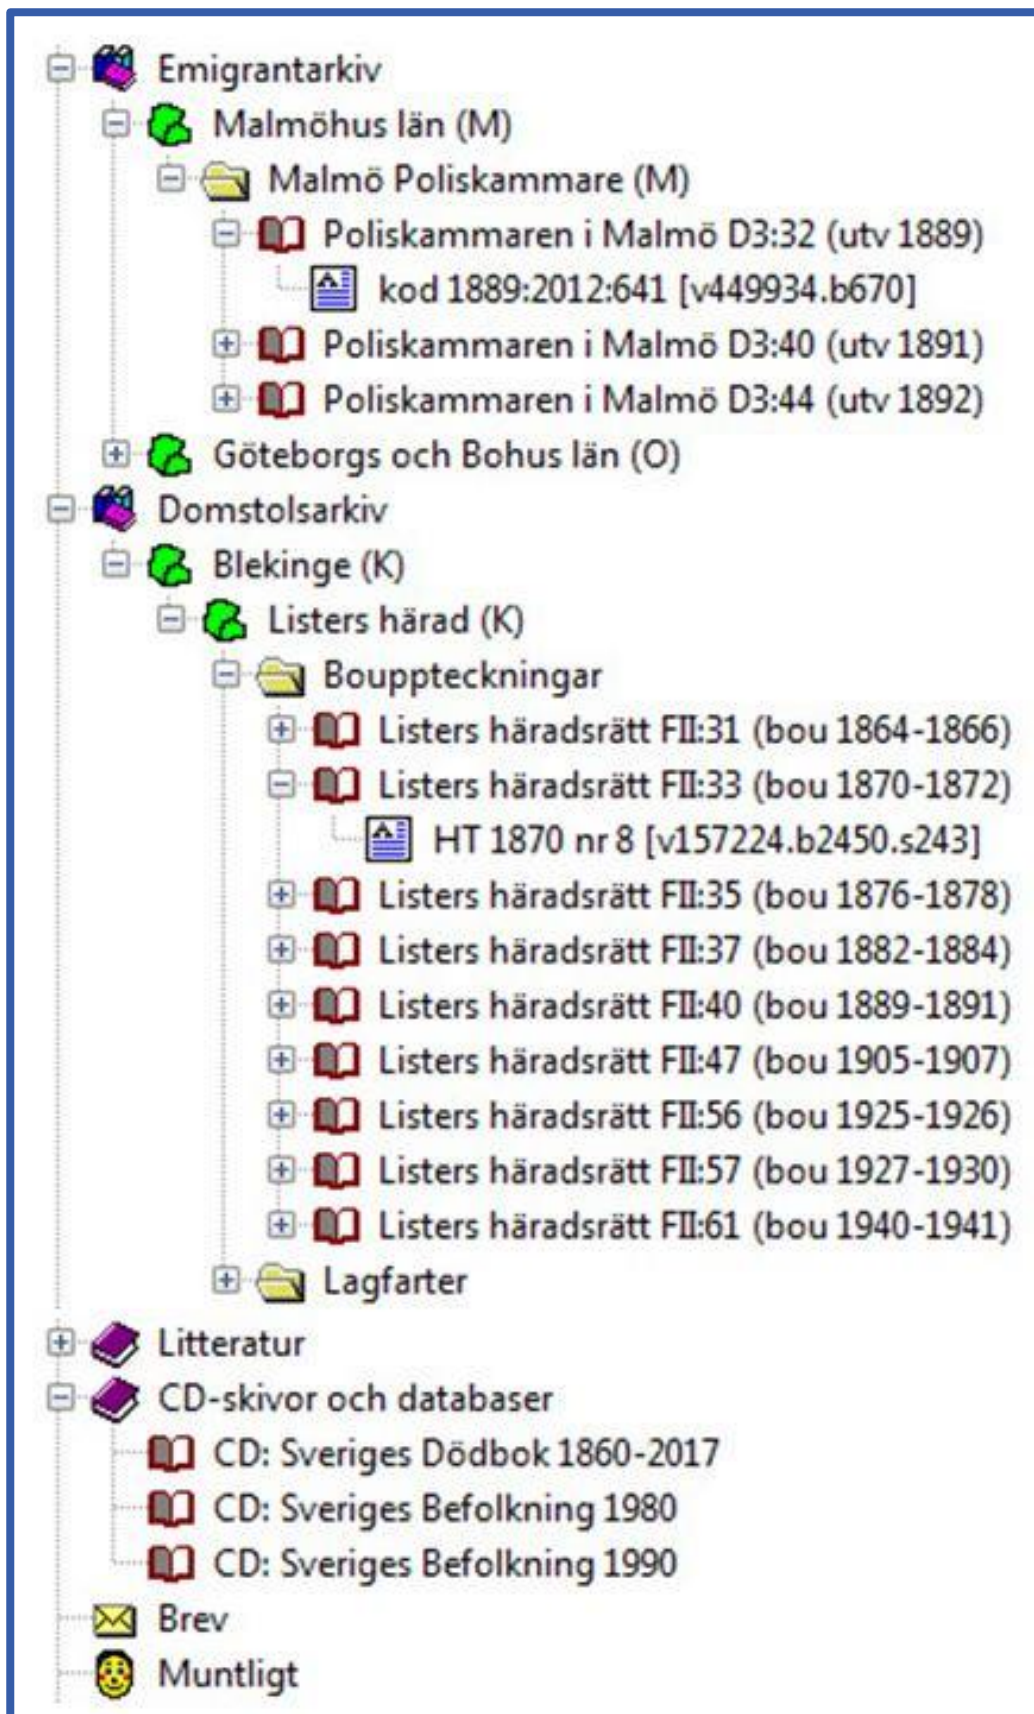 Emigrantarkiv
Malmöhus län (M)
Malmö Poliskammare (M)
Poliskammaren i Malmö D3:32 (utv 1889)
kod 1889:2012:641 [v449934.b670]
Poliskammaren i Malmö D3:40 (utv 1891)
Poliskammaren i Malmö D3:44 (utv 1892)
Göteborgs och Bohus län (O)
Domstolsarkiv
Blekinge (K)
Listers härad (K)
Bouppteckningar
Listers häradsrätt FII:31 (bou 1864-1866)
Listers häradsrätt FII:33 (bou 1870-1872)
HT 1870 nr 8 [v157224.b2450.s243]
Listers häradsrätt FII:35 (bou 1876-1878)
Listers häradsrätt FII:37 (bou 1882-1884)
Listers häradsrätt FII:40 (bou 1889-1891)
Listers häradsrätt FII:47 (bou 1905-1907)
Listers häradsrätt FII:56 (bou 1925-1926)
Listers häradsrätt FII:57 (bou 1927-1930)
Listers häradsrätt FII:61 (bou 1940-1941)
Lagfarter
Litteratur
CD-skivor och databaser
CD: Sveriges Dödbok 1860-2017
CD: Sveriges Befolkning 1980
CD: Sveriges Befolkning 1990
Brev
Muntligt